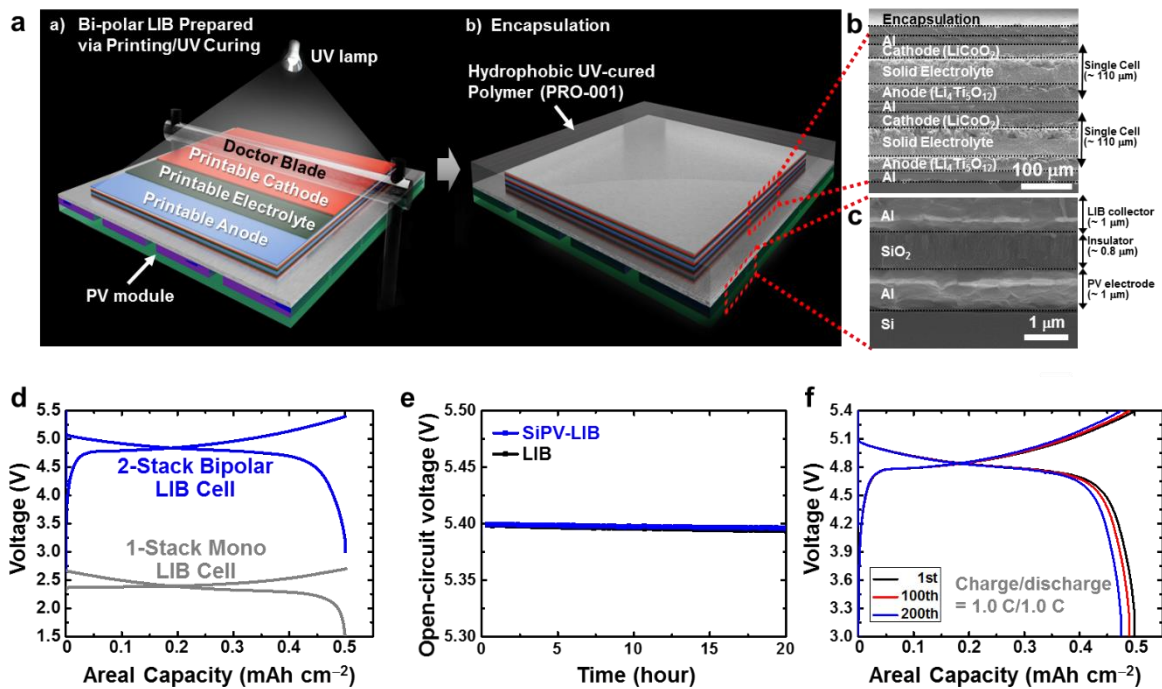 a
a) Bi-polar LIB Prepared
via Printing/UV Curing
UV lamp
Doctor Blade
Printable Cathode
Printable Electrolyte
Printable Anode
PV module
b) Encapsulation
Hydrophobic UV-cured
Polymer (PRO-001)
b
Encapsulation
Al
Cathode (LiCoO₂)
Solid Electrolyte
Anode (Li₄Ti₅O₁₂)
Al
Cathode (LiCoO₂)
Solid Electrolyte
Anode (Li₄Ti₅O₁₂)
Al
Single Cell
(~ 110 μm)
Single Cell
(~ 110 μm)
100 μm
c
Al
SiO₂
Al
Si
LIB collector
(~ 1 μm)
Insulator
(~ 0.8 μm)
PV electrode
(~ 1 μm)
1 μm
d
Voltage (V)
5.5
5.0
4.5
4.0
3.5
3.0
2.5
2.0
1.5
2-Stack Bipolar
LIB Cell
1-Stack Mono
LIB Cell
0.0 0.1 0.2 0.3 0.4 0.5
Areal Capacity (mAh cm⁻²)
e
Open-circuit voltage (V)
5.50
5.45
5.40
5.35
5.30
SiPV-LIB
LIB
0 5 10 15 20
Time (hour)
f
Voltage (V)
5.4
5.1
4.8
4.5
4.2
3.9
3.6
3.3
3.0
1st
100th
200th
Charge/discharge
= 1.0 C/1.0 C
0.0 0.1 0.2 0.3 0.4 0.5
Areal Capacity (mAh cm⁻²)